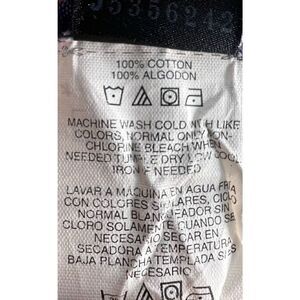 J5356242
100% COTTON
100% ALGODON
MACHINE WASH COLD WITH LIKE
COLORS, NORMAL ONLY NON-
CHLORINE BLEACH WHEN
NEEDED TUMBLE DRY LOW COOL
IRON NEEDED
LAVAR A MAQUINA EN AGUA FRIA
CON COLORES SIMILARES, CICLO
NORMAL BLANQUEADOR SIN
CLORO SOLAMENTE CUANDO SEA
NECESARIO SECAR EN
SECADORA A TEMPERATURA
BAJA PLANCHA TEMPLADA SI ES
NECESARIO